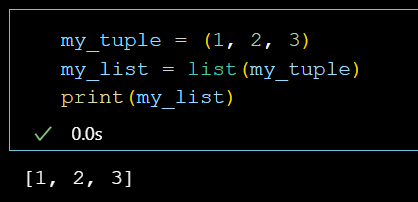 my_tuple = (1, 2, 3)
my_list = list(my_tuple)
print(my_list)
0.0s
[1, 2, 3]